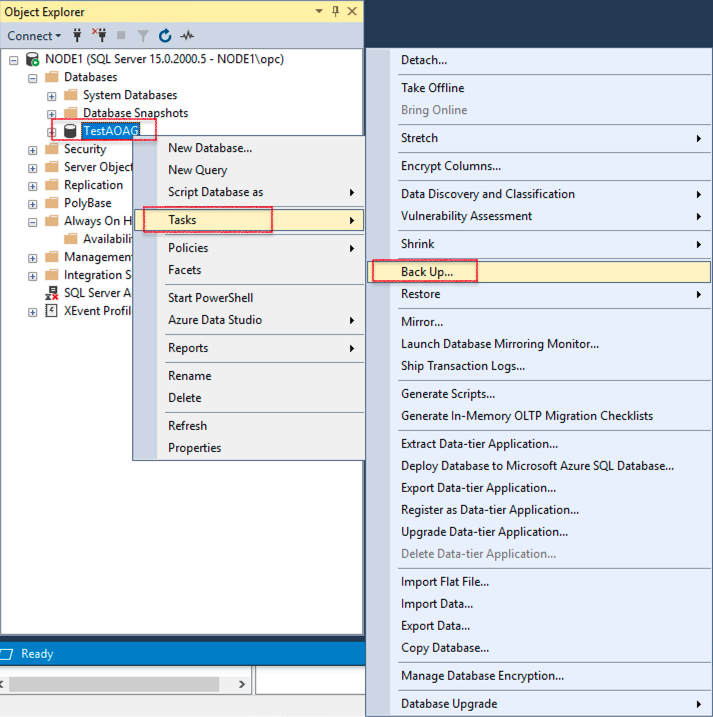 Object Explorer
Connect
NODE1 (SQL Server 15.0.2000.5 - NODE1\opc)
Databases
System Databases
Database Snapshots
TestAOAG
Security
Server Object
Replication
PolyBase
Always On H
Availabili
Management
Integration S
SQL Server A
XEvent Profil
New Database...
New Query
Script Database as
Tasks
Policies
Facets
Start PowerShell
Azure Data Studio
Reports
Rename
Delete
Refresh
Properties
Detach...
Take Offline
Bring Online
Stretch
Encrypt Columns...
Data Discovery and Classification
Vulnerability Assessment
Shrink
Back Up...
Restore
Mirror...
Launch Database Mirroring Monitor...
Ship Transaction Logs...
Generate Scripts...
Generate In-Memory OLTP Migration Checklists
Extract Data-tier Application...
Deploy Database to Microsoft Azure SQL Database...
Export Data-tier Application...
Register as Data-tier Application...
Upgrade Data-tier Application...
Delete Data-tier Application...
Import Flat File...
Import Data...
Export Data...
Copy Database...
Manage Database Encryption...
Database Upgrade
Ready